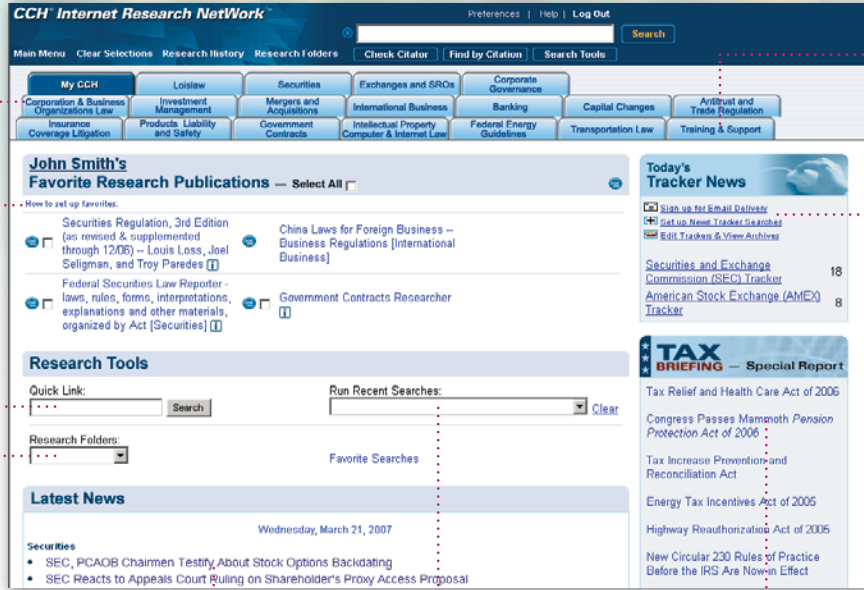 CCH® Internet Research NetWork™
Preferences | Help | Log Out
Search
Main Menu Clear Selections Research History Research Folders Check Citator Find by Citation Search Tools
My CCH Loislaw Securities Exchanges and SROs Corporate Governance
Corporation & Business Organizations Law Investment Management Mergers and Acquisitions International Business Banking Capital Changes Antitrust and Trade Regulation
Insurance Coverage Litigation Products Liability and Safety Government Contracts Intellectual Property Computer & Internet Law Federal Energy Guidelines Transportation Law Training & Support
John Smith's
Favorite Research Publications — Select All
How to set up favorites.
Securities Regulation, 3rd Edition
(as revised & supplemented
through 12/06) -- Louis Loss, Joel
Seligman, and Troy Paredes
China Laws for Foreign Business --
Business Regulations [International
Business]
Federal Securities Law Reporter -
laws, rules, forms, interpretations,
explanations and other materials,
organized by Act [Securities]
Government Contracts Researcher
Research Tools
Quick Link:
Search
Run Recent Searches:
Clear
Research Folders:
Favorite Searches
Latest News
Wednesday, March 21, 2007
Securities
• SEC, PCAOB Chairmen Testify About Stock Options Backdating
• SEC Reacts to Appeals Court Ruling on Shareholder's Proxy Access Proposal
Today's
Tracker News
Sign up for Email Delivery
Set up News Tracker Searches
Edit Trackers & View Archives
Securities and Exchange
Commission (SEC) Tracker 18
American Stock Exchange (AMEX)
Tracker 8
TAX
BRIEFING — Special Report
Tax Relief and Health Care Act of 2006
Congress Passes Mammoth Pension
Protection Act of 2006
Tax Increase Prevention and
Reconciliation Act
Energy Tax Incentives Act of 2005
Highway Reauthorization Act of 2005
New Circular 230 Rules of Practice
Before the IRS Are Now in Effect